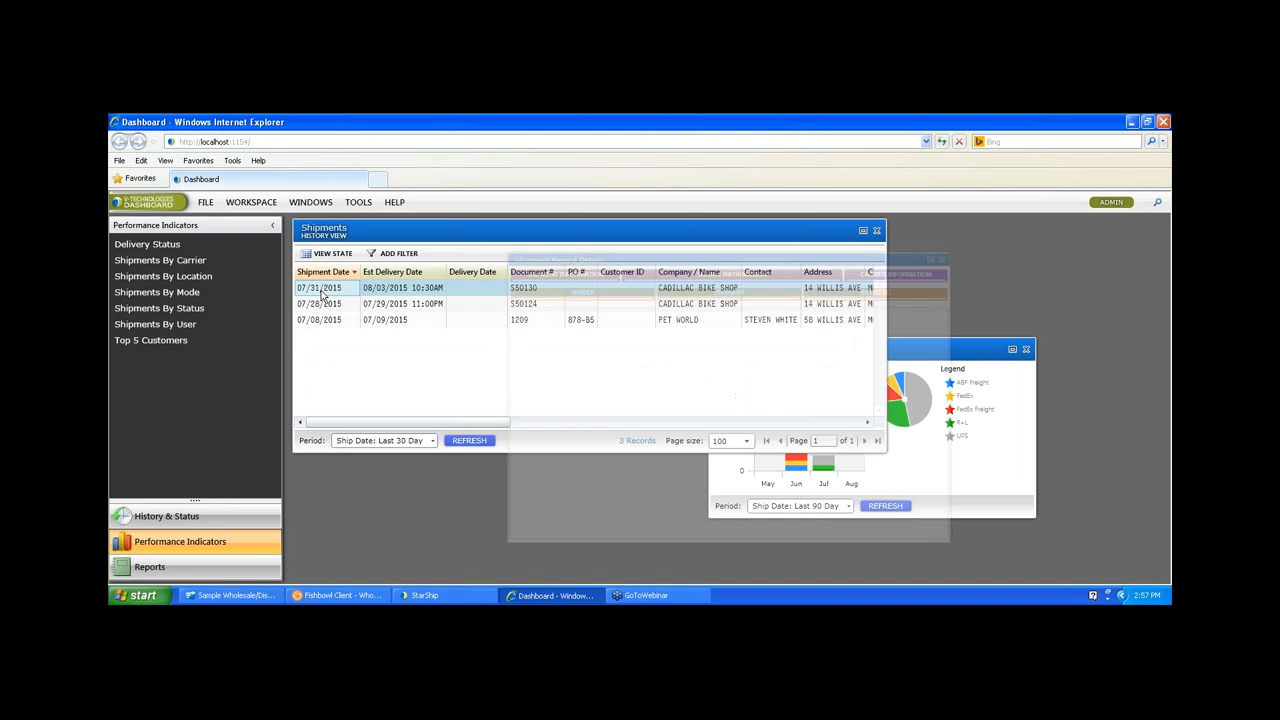 Dashboard - Windows Internet Explorer
http://localhost:1154/
Bing
File Edit View Favorites Tools Help
Favorites Dashboard
V-TECHNOLOGIES
DASHBOARD
FILE WORKSPACE WINDOWS TOOLS HELP ADMIN
Performance Indicators
Delivery Status
Shipments By Carrier
Shipments By Location
Shipments By Mode
Shipments By Status
Shipments By User
Top 5 Customers
History & Status
Performance Indicators
Reports
Shipments
HISTORY VIEW
VIEW STATE ADD FILTER
Shipment Record Details
Shipment Date Est Delivery Date Delivery Date Document # PO # Customer ID Company / Name Contact Address C
07/31/2015 08/03/2015 10:30AM S50130 CADILLAC BIKE SHOP 14 WILLIS AVE M
07/28/2015 07/29/2015 11:00PM S50124 CADILLAC BIKE SHOP 14 WILLIS AVE M
07/08/2015 07/09/2015 1209 878-B5 PET WORLD STEVEN WHITE 58 WILLIS AVE M
Period: Ship Date: Last 30 Day REFRESH 3 Records Page size: 100 Page 1 of 1
Legend
ABF Freight
FedEx
FedEx Freight
R+L
UPS
0
May Jun Jul Aug
Period: Ship Date: Last 90 Day REFRESH
start Sample Wholesale/Dis... Fishbowl Client - Who... StarShip Dashboard - Window... GoToWebinar 2:57 PM